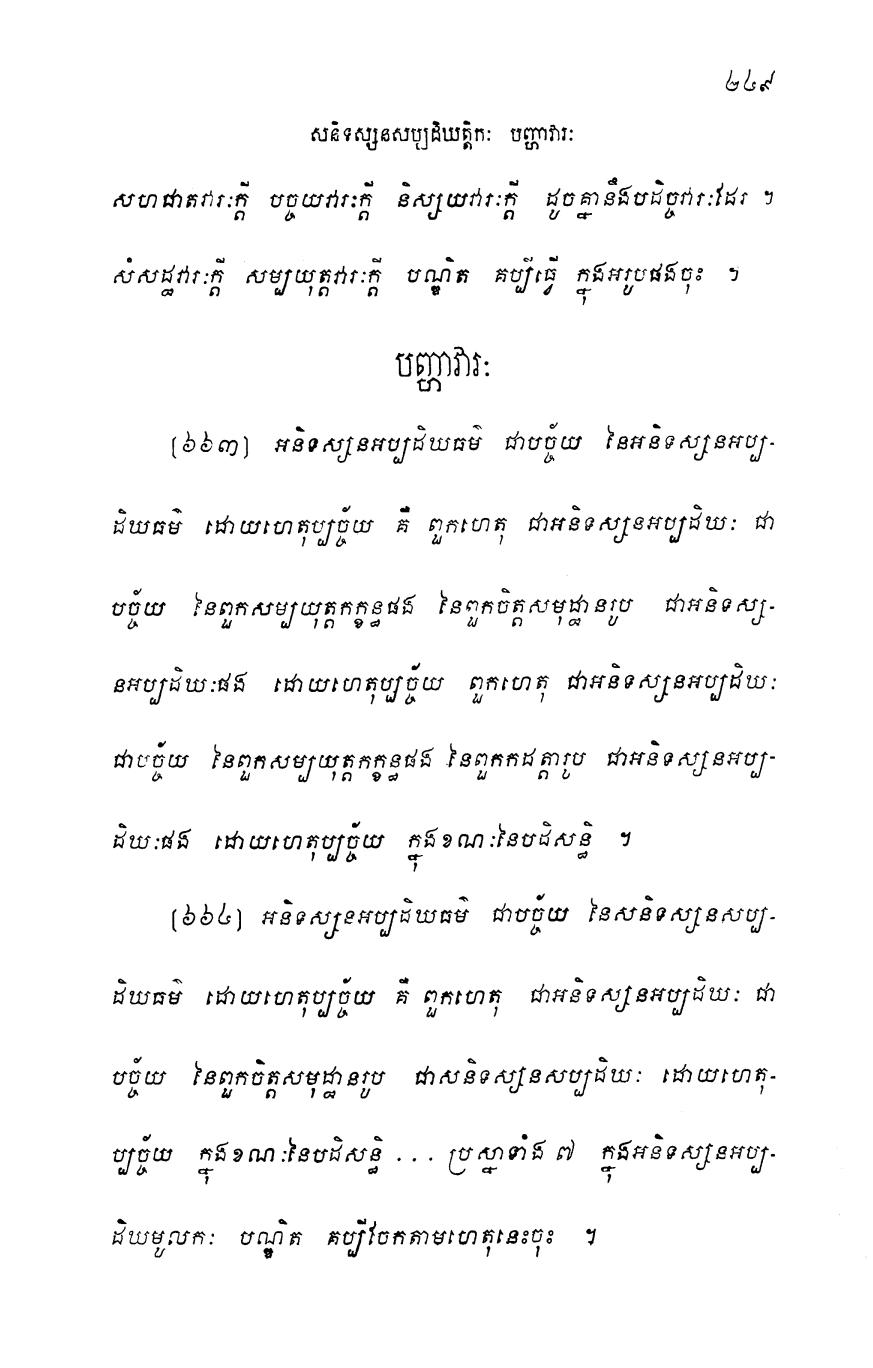 ២៤៩
សនិទស្សនសប្បដិឃត្តិកៈ បញ្ហាវារៈ
សហជាតវារៈក្តី បច្ចយវារៈក្តី និស្សយវារៈក្តី ដូចគ្នានឹងបដិច្ចវារៈដែរ ។
សំសដ្ឋវារៈក្តី សម្បយុត្តវារៈក្តី បណ្ឌិត គប្បីធ្វើ ក្នុងអរូបផងចុះ ។
បញ្ហាវារៈ
(៦៦៣) អនិទស្សនអប្បដិឃធម៌ ជាបច្ច័យ នៃអនិទស្សនអប្ប-
ដិឃធម៌ ដោយហេតុប្បច្ច័យ គឺ ពួកហេតុ ជាអនិទស្សនអប្បដិឃៈ ជា
បច្ច័យ នៃពួកសម្បយុត្តកក្ខន្ធផង នៃពួកចិត្តសមុដ្ឋានរូប ជាអនិទស្ស-
នអប្បដិឃៈផង ដោយហេតុប្បច្ច័យ ពួកហេតុ ជាអនិទស្សនអប្បដិឃៈ
ជាបច្ច័យ នៃពួកសម្បយុត្តកក្ខន្ធផង នៃពួកកដត្តារូប ជាអនិទស្សនអប្ប-
ដិឃៈផង ដោយហេតុប្បច្ច័យ ក្នុងខណៈនៃបដិសន្ធិ ។
(៦៦៤) អនិទស្សនអប្បដិឃធម៌ ជាបច្ច័យ នៃសនិទស្សនសប្ប-
ដិឃធម៌ ដោយហេតុប្បច្ច័យ គឺ ពួកហេតុ ជាអនិទស្សនអប្បដិឃៈ ជា
បច្ច័យ នៃពួកចិត្តសមុដ្ឋានរូប ជាសនិទស្សនសប្បដិឃៈ ដោយហេតុ-
ប្បច្ច័យ ក្នុងខណៈនៃបដិសន្ធិ ... ប្រស្នាទាំង ៧ ក្នុងអនិទស្សនអប្ប-
ដិឃមូលកៈ បណ្ឌិត គប្បីចែកតាមហេតុនេះចុះ ។